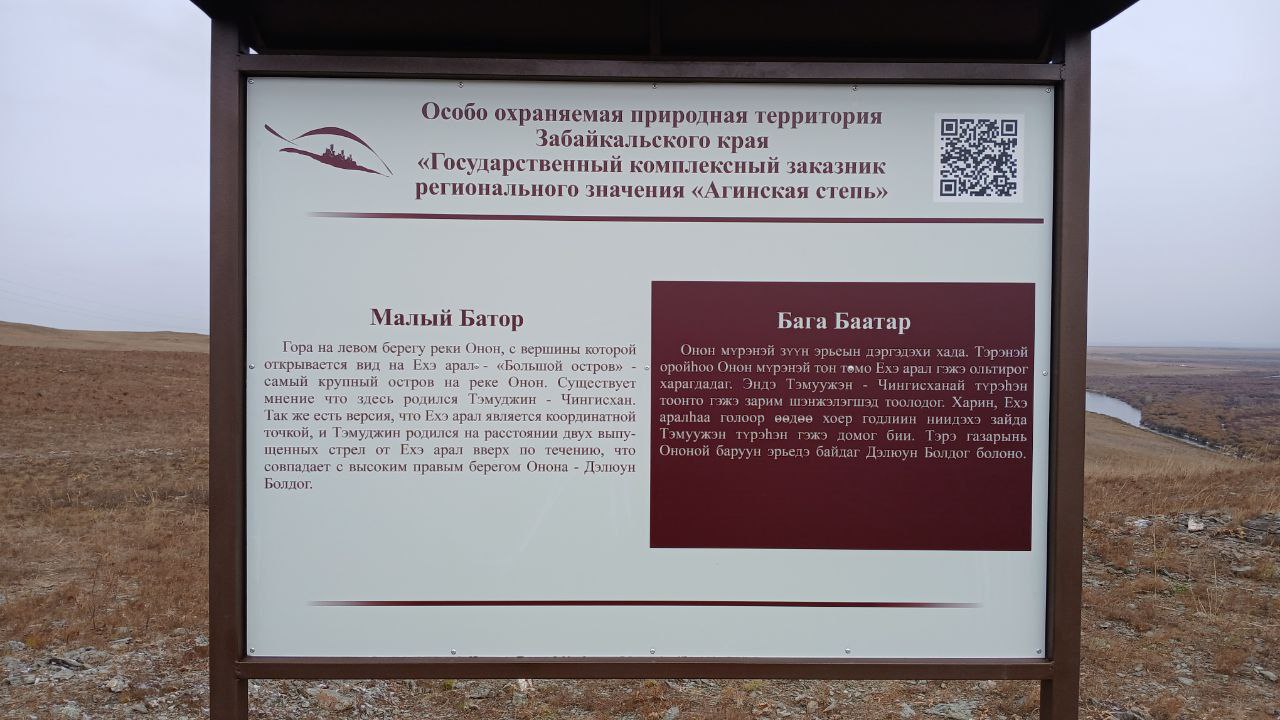 Особо охраняемая природная территория
Забайкальского края
«Государственный комплексный заказник
регионального значения «Агинская степь»
Малый Батор
Гора на левом берегу реки Онон, с вершины которой
открывается вид на Ехэ арал - «Большой остров» -
самый крупный остров на реке Онон. Существует
мнение что здесь родился Тэмуджин - Чингисхан.
Так же есть версия, что Ехэ арал является координатной
точкой, и Тэмуджин родился на расстоянии двух выпу-
щенных стрел от Ехэ арал вверх по течению, что
совпадает с высоким правым берегом Онона - Дэлюун
Болдог.
Бага Баатар
Онон мүрэнэй зүүн эрьеын дэргэдэхи хада. Тэрэнэй
оройһоо Онон мүрэнэй тон томо Ехэ арал гэжэ ольтирог
харагдадаг. Эндэ Тэмуужэн - Чингисханай түрэһэн
тоонто гэжэ зарим шэнжэлэгшэд тоолодог. Харин, Ехэ
аралһаа голоор өөдөө хоер годлиин ниидэхэ зайда
Тэмуужэн түрэһэн гэжэ домог бии. Тэрэ газарынь
Ононой баруун эрьедэ байдаг Дэлюун Болдог болоно.